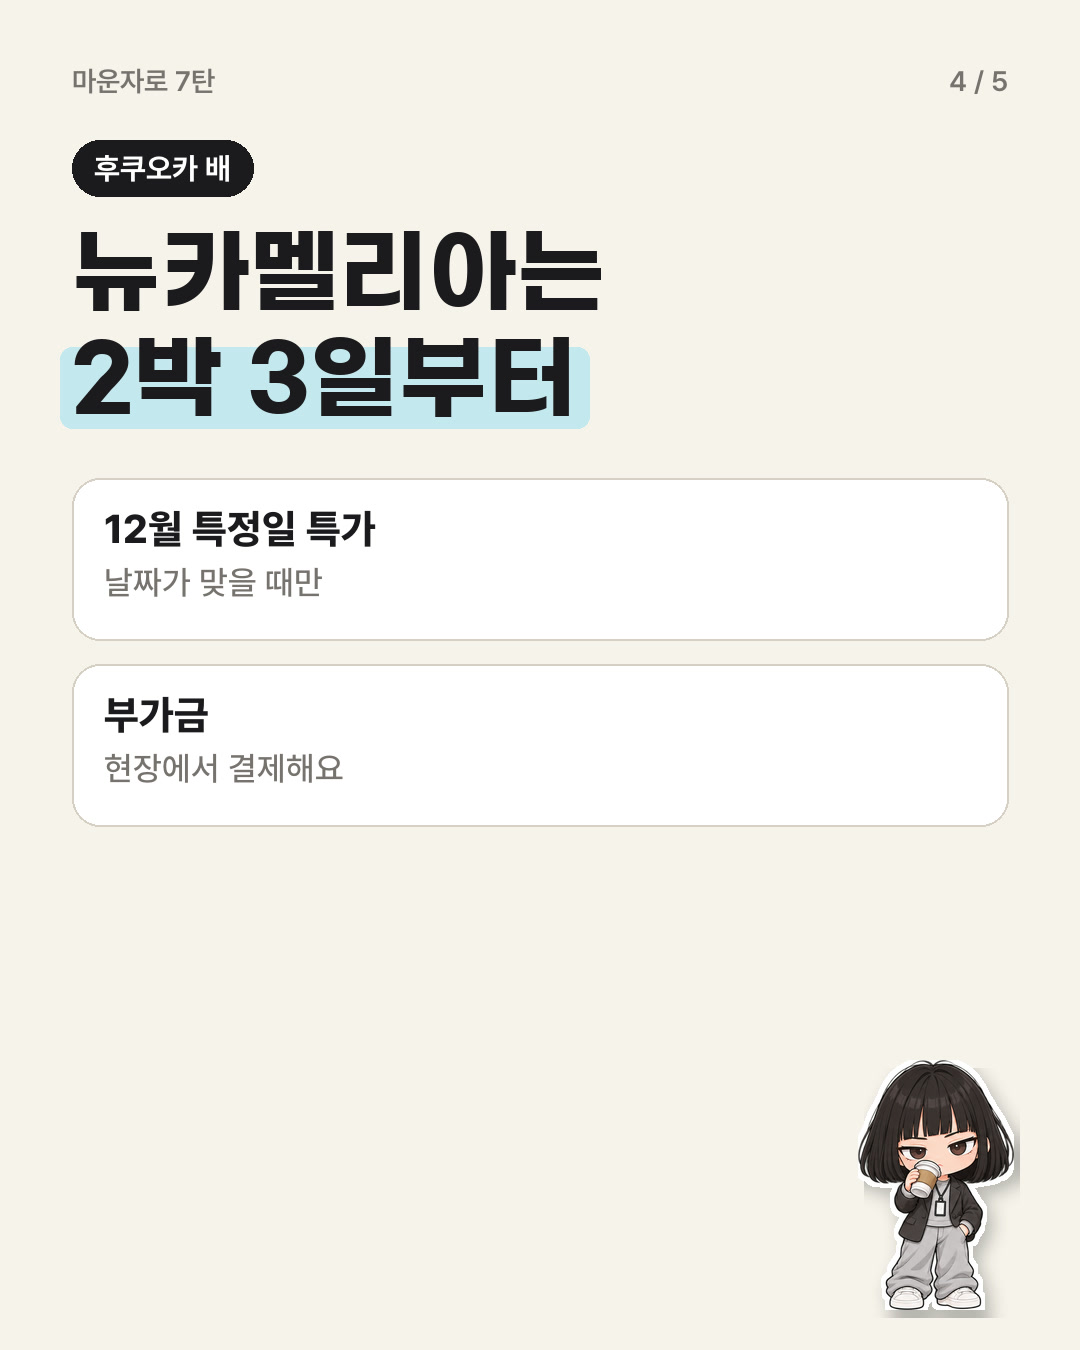 마운자로 7탄
4 / 5
후쿠오카 배
뉴카멜리아는
2박 3일부터
12월 특정일 특가
날짜가 맞을 때만
부가금
현장에서 결제해요